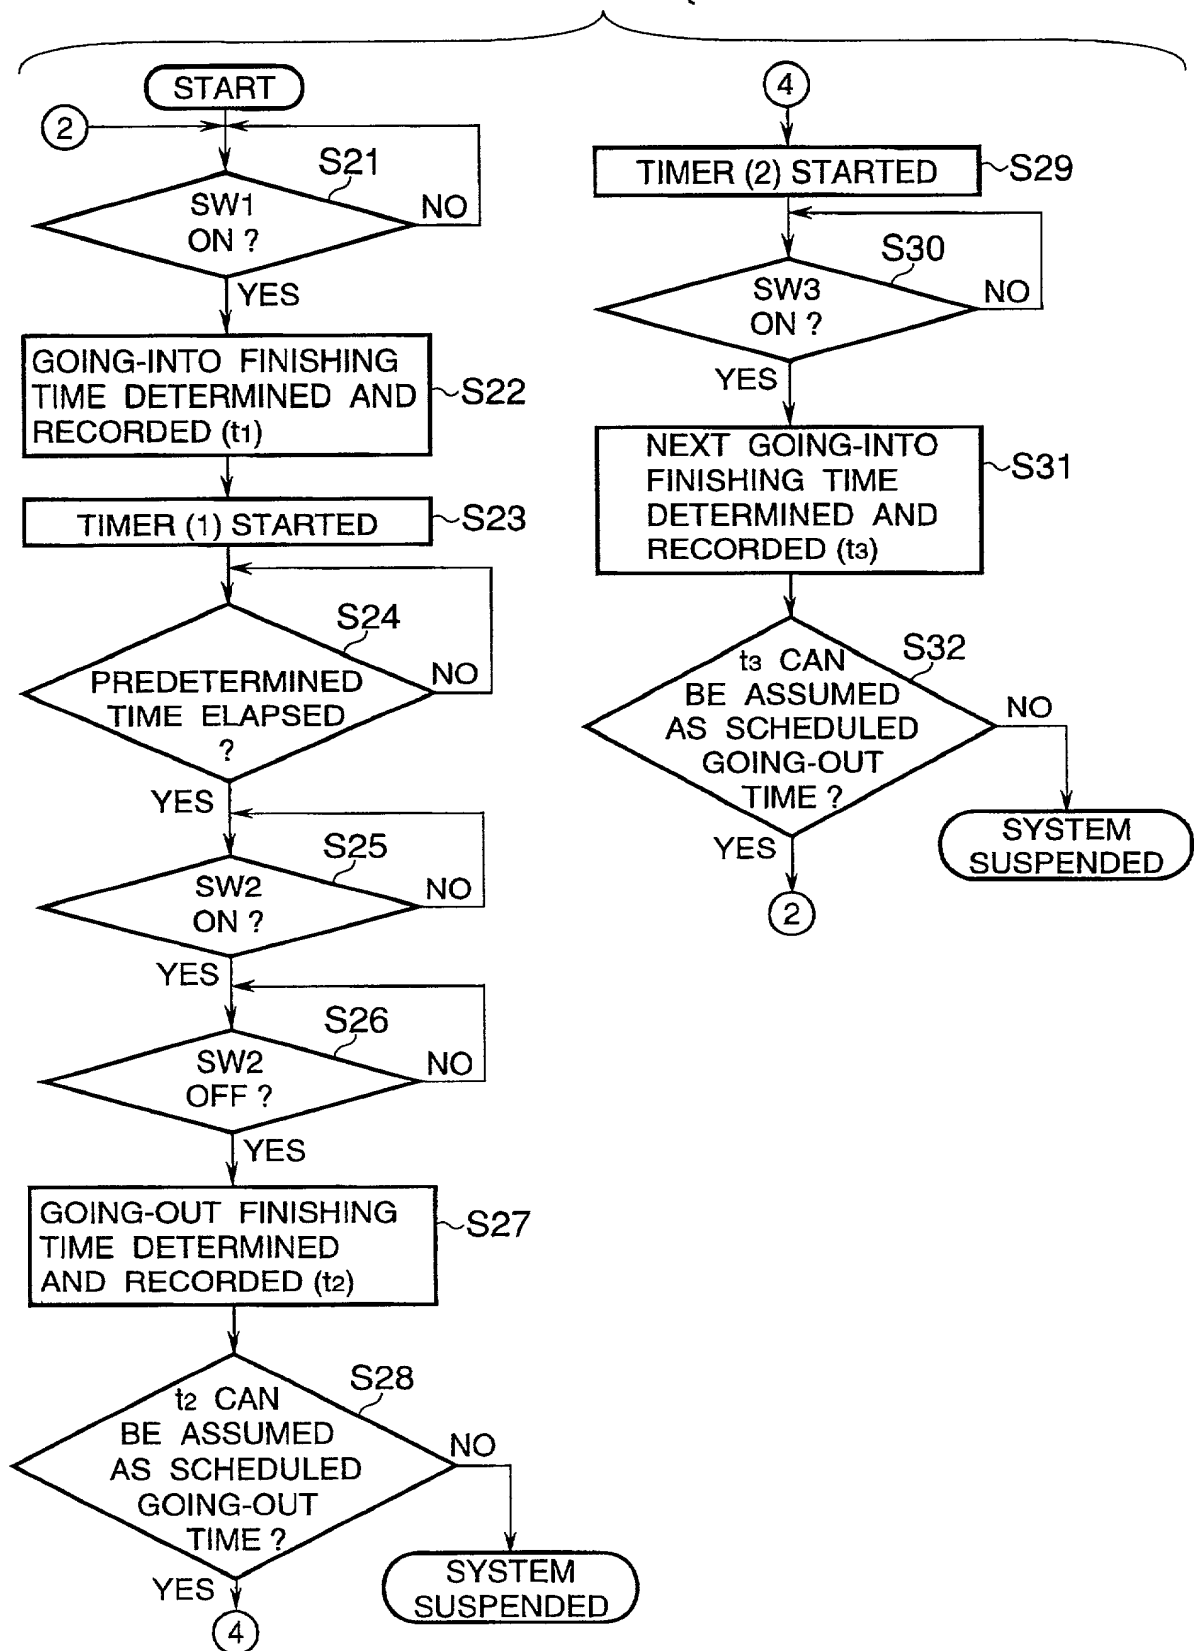 START
2
S21
SW1
ON ?
NO
YES
GOING-INTO FINISHING
TIME DETERMINED AND
RECORDED (t1)
S22
TIMER (1) STARTED
S23
S24
PREDETERMINED
TIME ELAPSED
?
NO
YES
S25
SW2
ON ?
NO
YES
S26
SW2
OFF ?
NO
YES
GOING-OUT FINISHING
TIME DETERMINED
AND RECORDED (t2)
S27
S28
t2 CAN
BE ASSUMED
AS SCHEDULED
GOING-OUT
TIME ?
NO
SYSTEM
SUSPENDED
YES
4
4
TIMER (2) STARTED
S29
S30
SW3
ON ?
NO
YES
NEXT GOING-INTO
FINISHING TIME
DETERMINED AND
RECORDED (t3)
S31
S32
t3 CAN
BE ASSUMED
AS SCHEDULED
GOING-OUT
TIME ?
NO
SYSTEM
SUSPENDED
YES
2